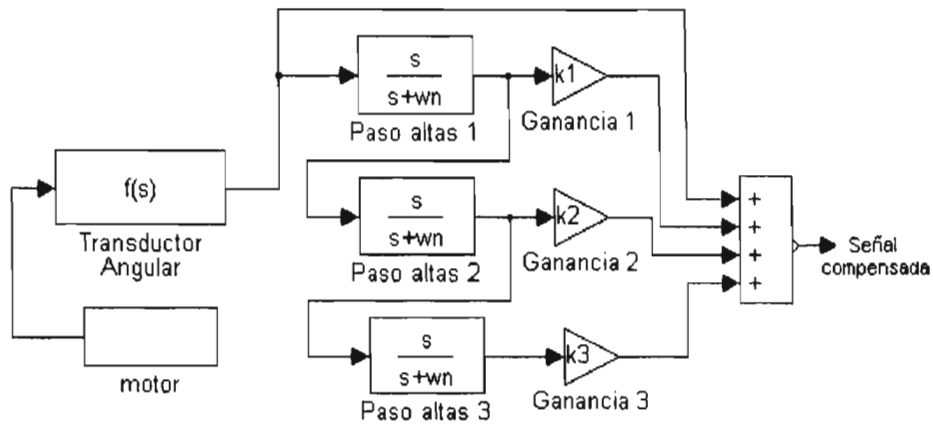 s
s+wn
Paso altas 1
k1
Ganancia 1
f(s)
Transductor
Angular
s
s+wn
Paso altas 2
k2
Ganancia 2
+
+
+
+
Señal
compensada
motor
s
s+wn
Paso altas 3
k3
Ganancia 3